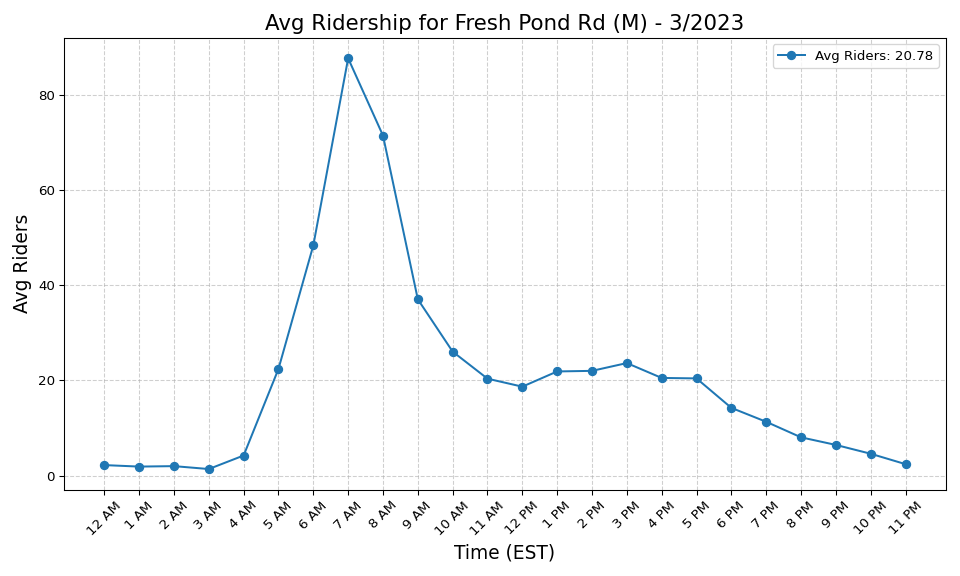 Avg Ridership for Fresh Pond Rd (M) - 3/2023
Avg Riders: 20.78
Avg Riders
80
60
40
20
0
12 AM
1 AM
2 AM
3 AM
4 AM
5 AM
6 AM
7 AM
8 AM
9 AM
10 AM
11 AM
12 PM
1 PM
2 PM
3 PM
4 PM
5 PM
6 PM
7 PM
8 PM
9 PM
10 PM
11 PM
Time (EST)